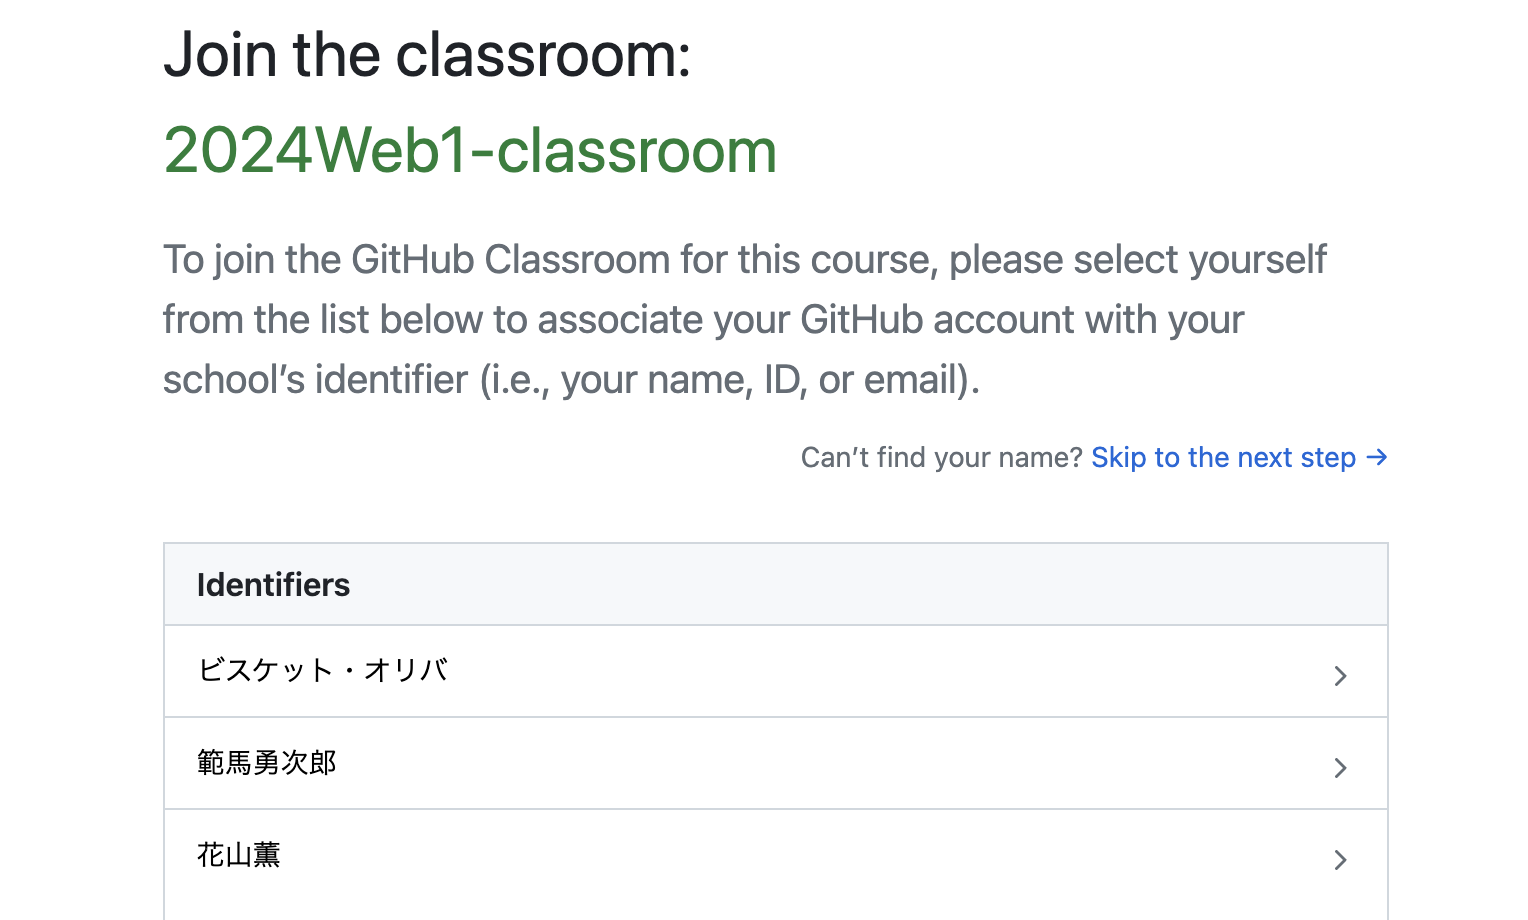 Join the classroom:
2024Web1-classroom
To join the GitHub Classroom for this course, please select yourself
from the list below to associate your GitHub account with your
school’s identifier (i.e., your name, ID, or email).
Can’t find your name? Skip to the next step →
Identifiers
ビスケット・オリバ
範馬勇次郎
花山薫